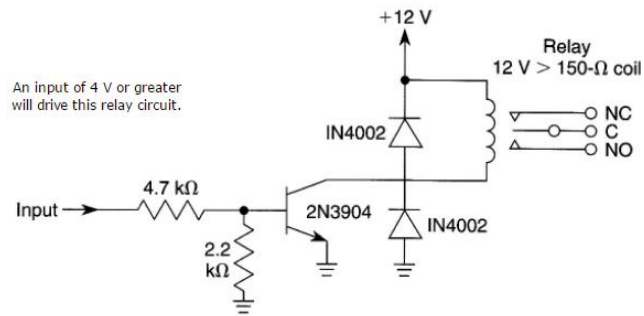 +12 V
Relay
12 V > 150-Ω coil
An input of 4 V or greater
will drive this relay circuit.
NC
C
NO
IN4002
4.7 kΩ
Input
2N3904
IN4002
2.2
kΩ